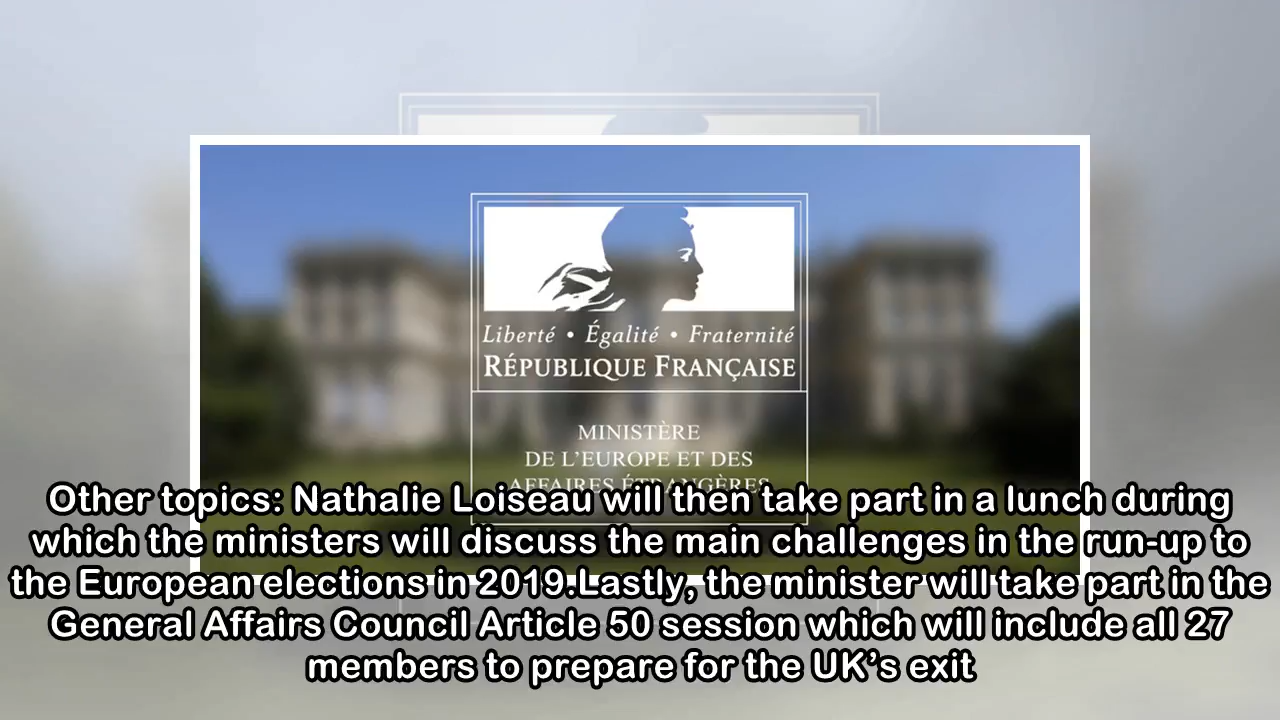 Liberté • Égalité • Fraternité
RÉPUBLIQUE FRANÇAISE
MINISTÈRE
DE L’EUROPE ET DES
AFFAIRES ÉTRANGÈRES
Other topics: Nathalie Loiseau will then take part in a lunch during
which the ministers will discuss the main challenges in the run-up to
the European elections in 2019.Lastly, the minister will take part in the
General Affairs Council Article 50 session which will include all 27
members to prepare for the UK’s exit